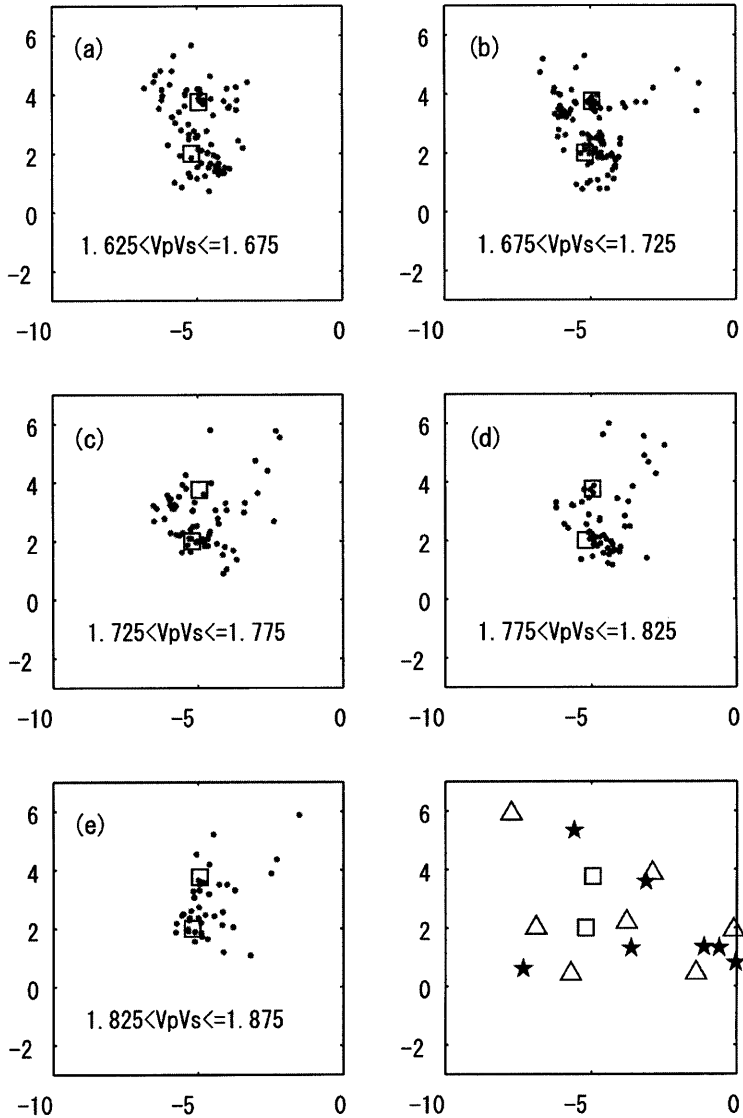 (a)
6
4
2
0
-2
1.625<VpVs<=1.675
-10 -5 0
(b)
6
4
2
0
-2
1.675<VpVs<=1.725
-10 -5 0
(c)
6
4
2
0
-2
1.725<VpVs<=1.775
-10 -5 0
(d)
6
4
2
0
-2
1.775<VpVs<=1.825
-10 -5 0
(e)
6
4
2
0
-2
1.825<VpVs<=1.875
-10 -5 0
6
4
2
0
-2
-10 -5 0